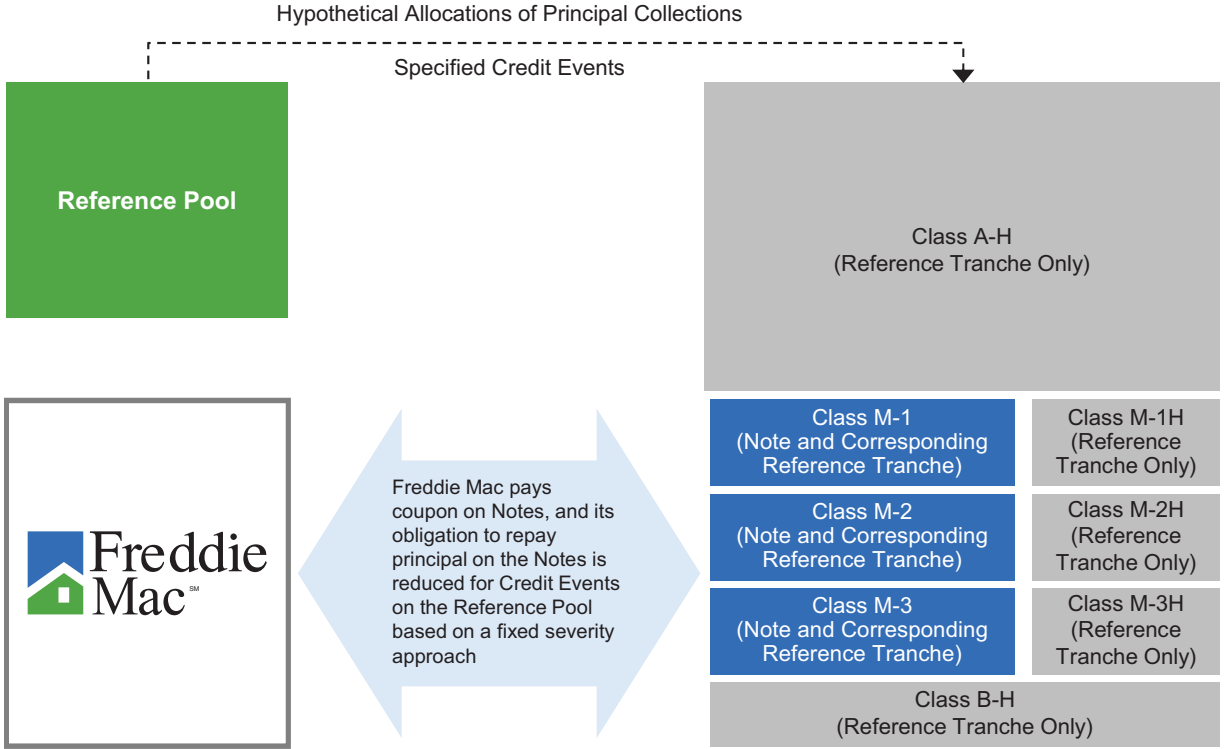 Hypothetical Allocations of Principal Collections
Specified Credit Events
Reference Pool
Class A-H
(Reference Tranche Only)
Freddie
Mac SM
Freddie Mac pays
coupon on Notes, and its
obligation to repay
principal on the Notes is
reduced for Credit Events
on the Reference Pool
based on a fixed severity
approach
Class M-1
(Note and Corresponding
Reference Tranche)
Class M-1H
(Reference
Tranche Only)
Class M-2
(Note and Corresponding
Reference Tranche)
Class M-2H
(Reference
Tranche Only)
Class M-3
(Note and Corresponding
Reference Tranche)
Class M-3H
(Reference
Tranche Only)
Class B-H
(Reference Tranche Only)